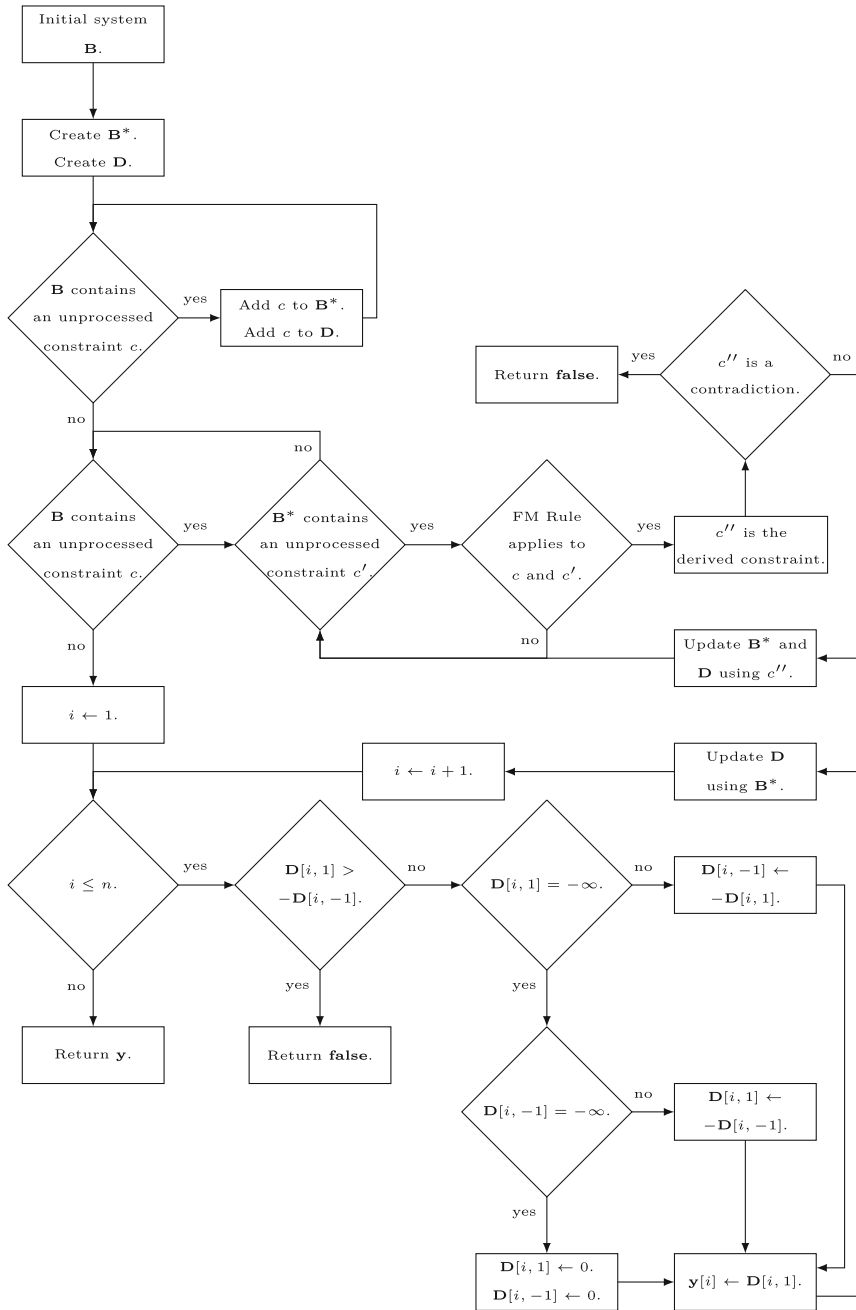 Initial system
B.
Create B*.
Create D.
B contains
an unprocessed
constraint c.
yes
Add c to B*.
Add c to D.
no
Return false.
yes
c″ is a
contradiction.
no
B contains
an unprocessed
constraint c.
yes
no
B* contains
an unprocessed
constraint c′.
yes
FM Rule
applies to
c and c′.
yes
c″ is the
derived constraint.
no
no
Update B* and
D using c″.
i ← 1.
i ← i + 1.
Update D
using B*.
i ≤ n.
yes
D[i, 1] >
−D[i, −1].
no
D[i, 1] = −∞.
no
D[i, −1] ←
−D[i, 1].
no
yes
yes
Return y.
Return false.
D[i, −1] = −∞.
no
D[i, 1] ←
−D[i, −1].
yes
D[i, 1] ← 0.
D[i, −1] ← 0.
y[i] ← D[i, 1].